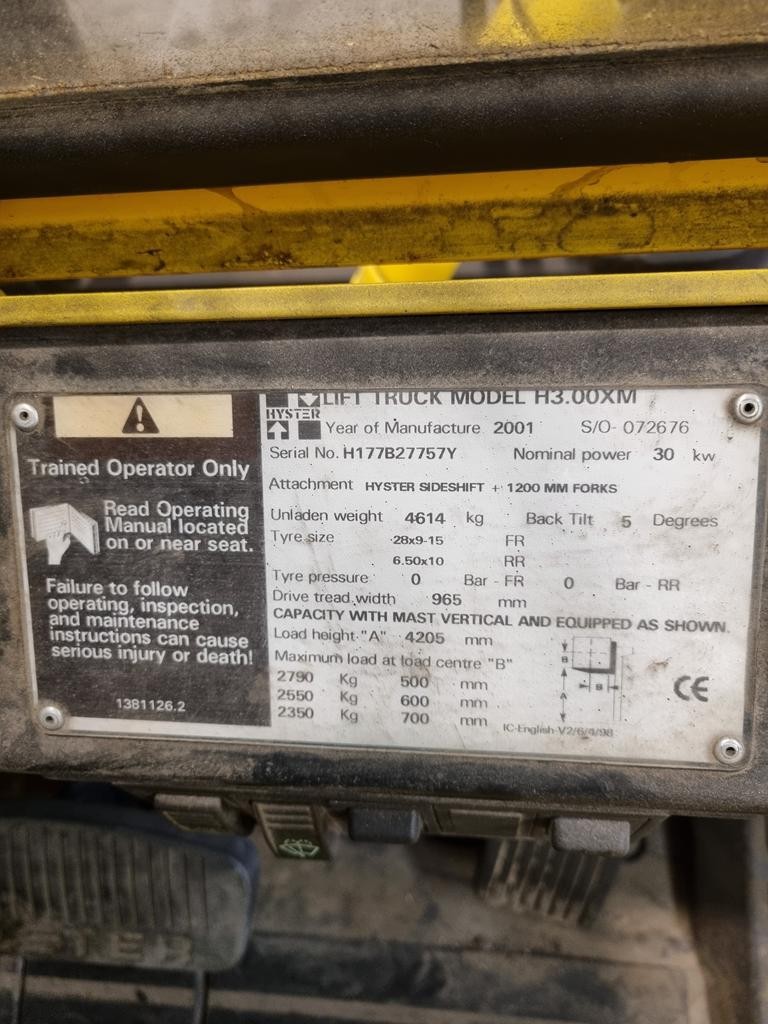 Trained Operator Only
Read Operating
Manual located
on or near seat.
Failure to follow
operating, inspection,
and maintenance
instructions can cause
serious injury or death!
1381126.2
HYSTER
LIFT TRUCK MODEL H3.00XM
Year of Manufacture 2001 S/O- 072676
Serial No. H177B27757Y Nominal power 30 kw
Attachment HYSTER SIDESHIFT + 1200 MM FORKS
Unladen weight 4614 kg Back Tilt 5 Degrees
Tyre size 28x9-15 FR
6.50x10 RR
Tyre pressure 0 Bar - FR 0 Bar - RR
Drive tread width 965 mm
CAPACITY WITH MAST VERTICAL AND EQUIPPED AS SHOWN.
Load height "A" 4205 mm
Maximum load at load centre "B"
2790 Kg 500 mm
2550 Kg 600 mm
2350 Kg 700 mm
B
B
A
CE
IC-English-V2/6/4/98
STER